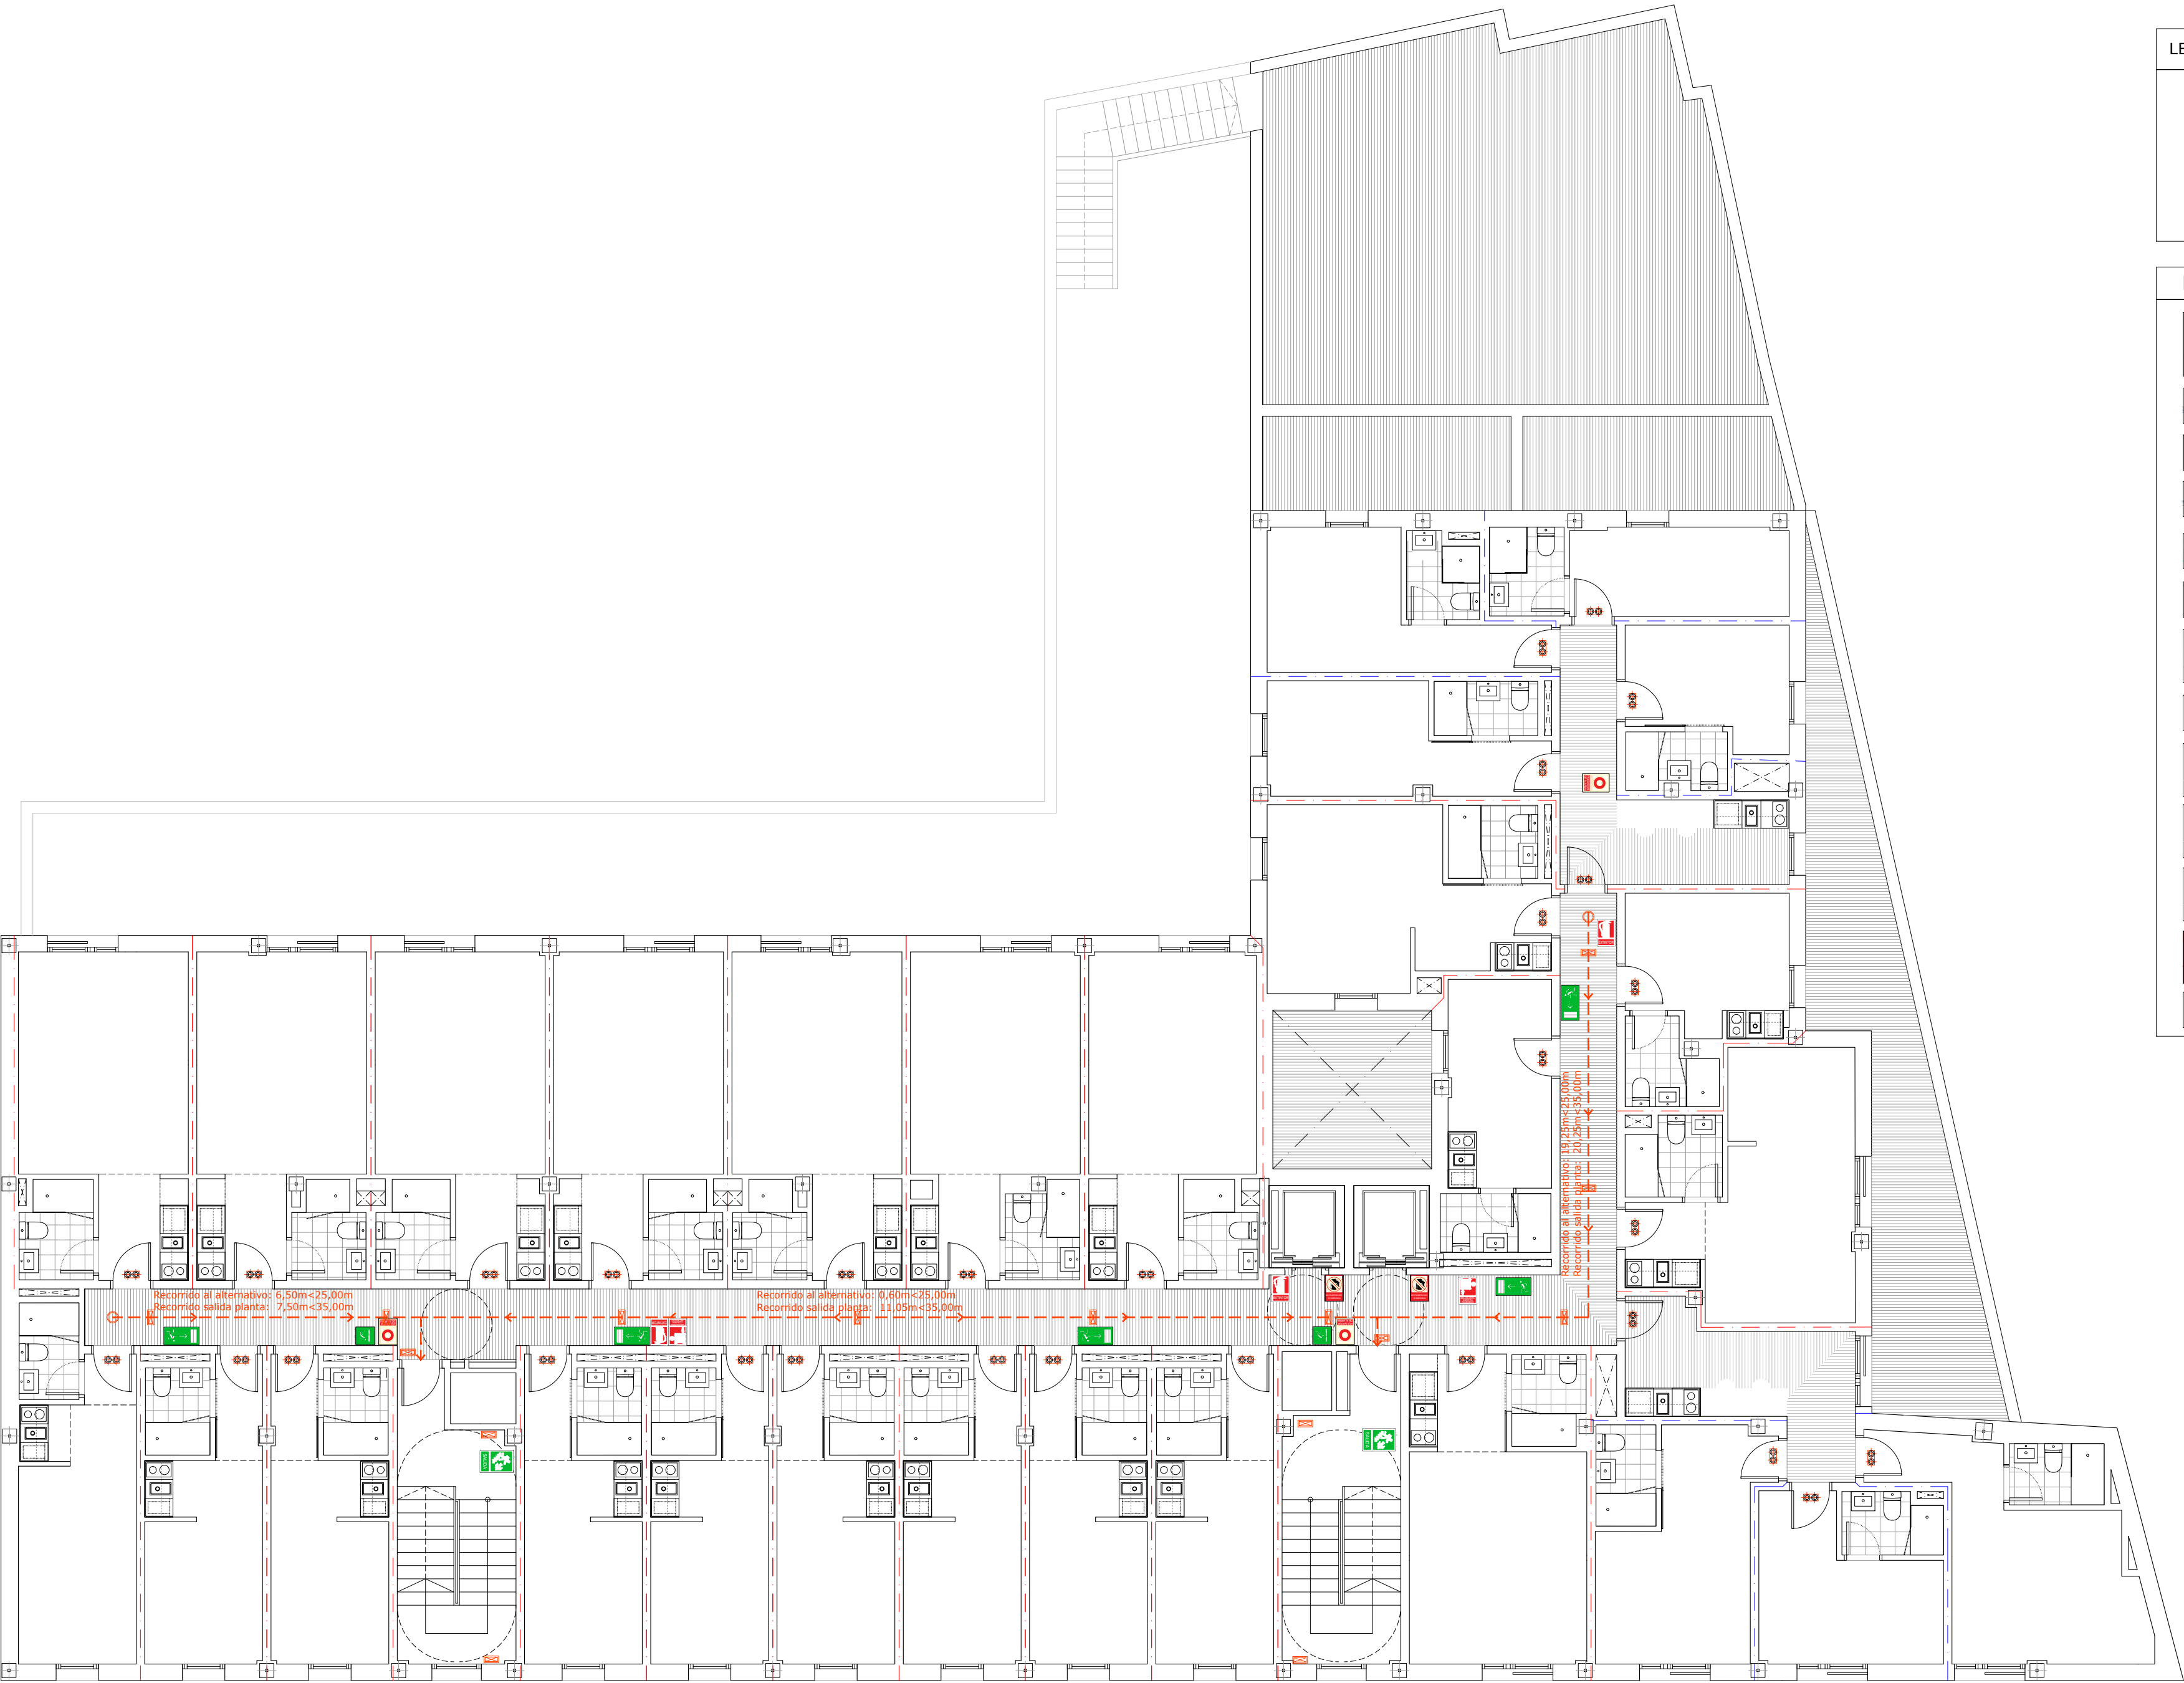 LE
Recorrido al alternativo: 6,50m<25,00m
Recorrido salida planta: 7,50m<35,00m
Recorrido al alternativo: 0,60m<25,00m
Recorrido salida planta: 11,05m<35,00m
Recorrido al alternativo: 19,25m<25,00m
Recorrido salida planta: 20,25m<35,00m